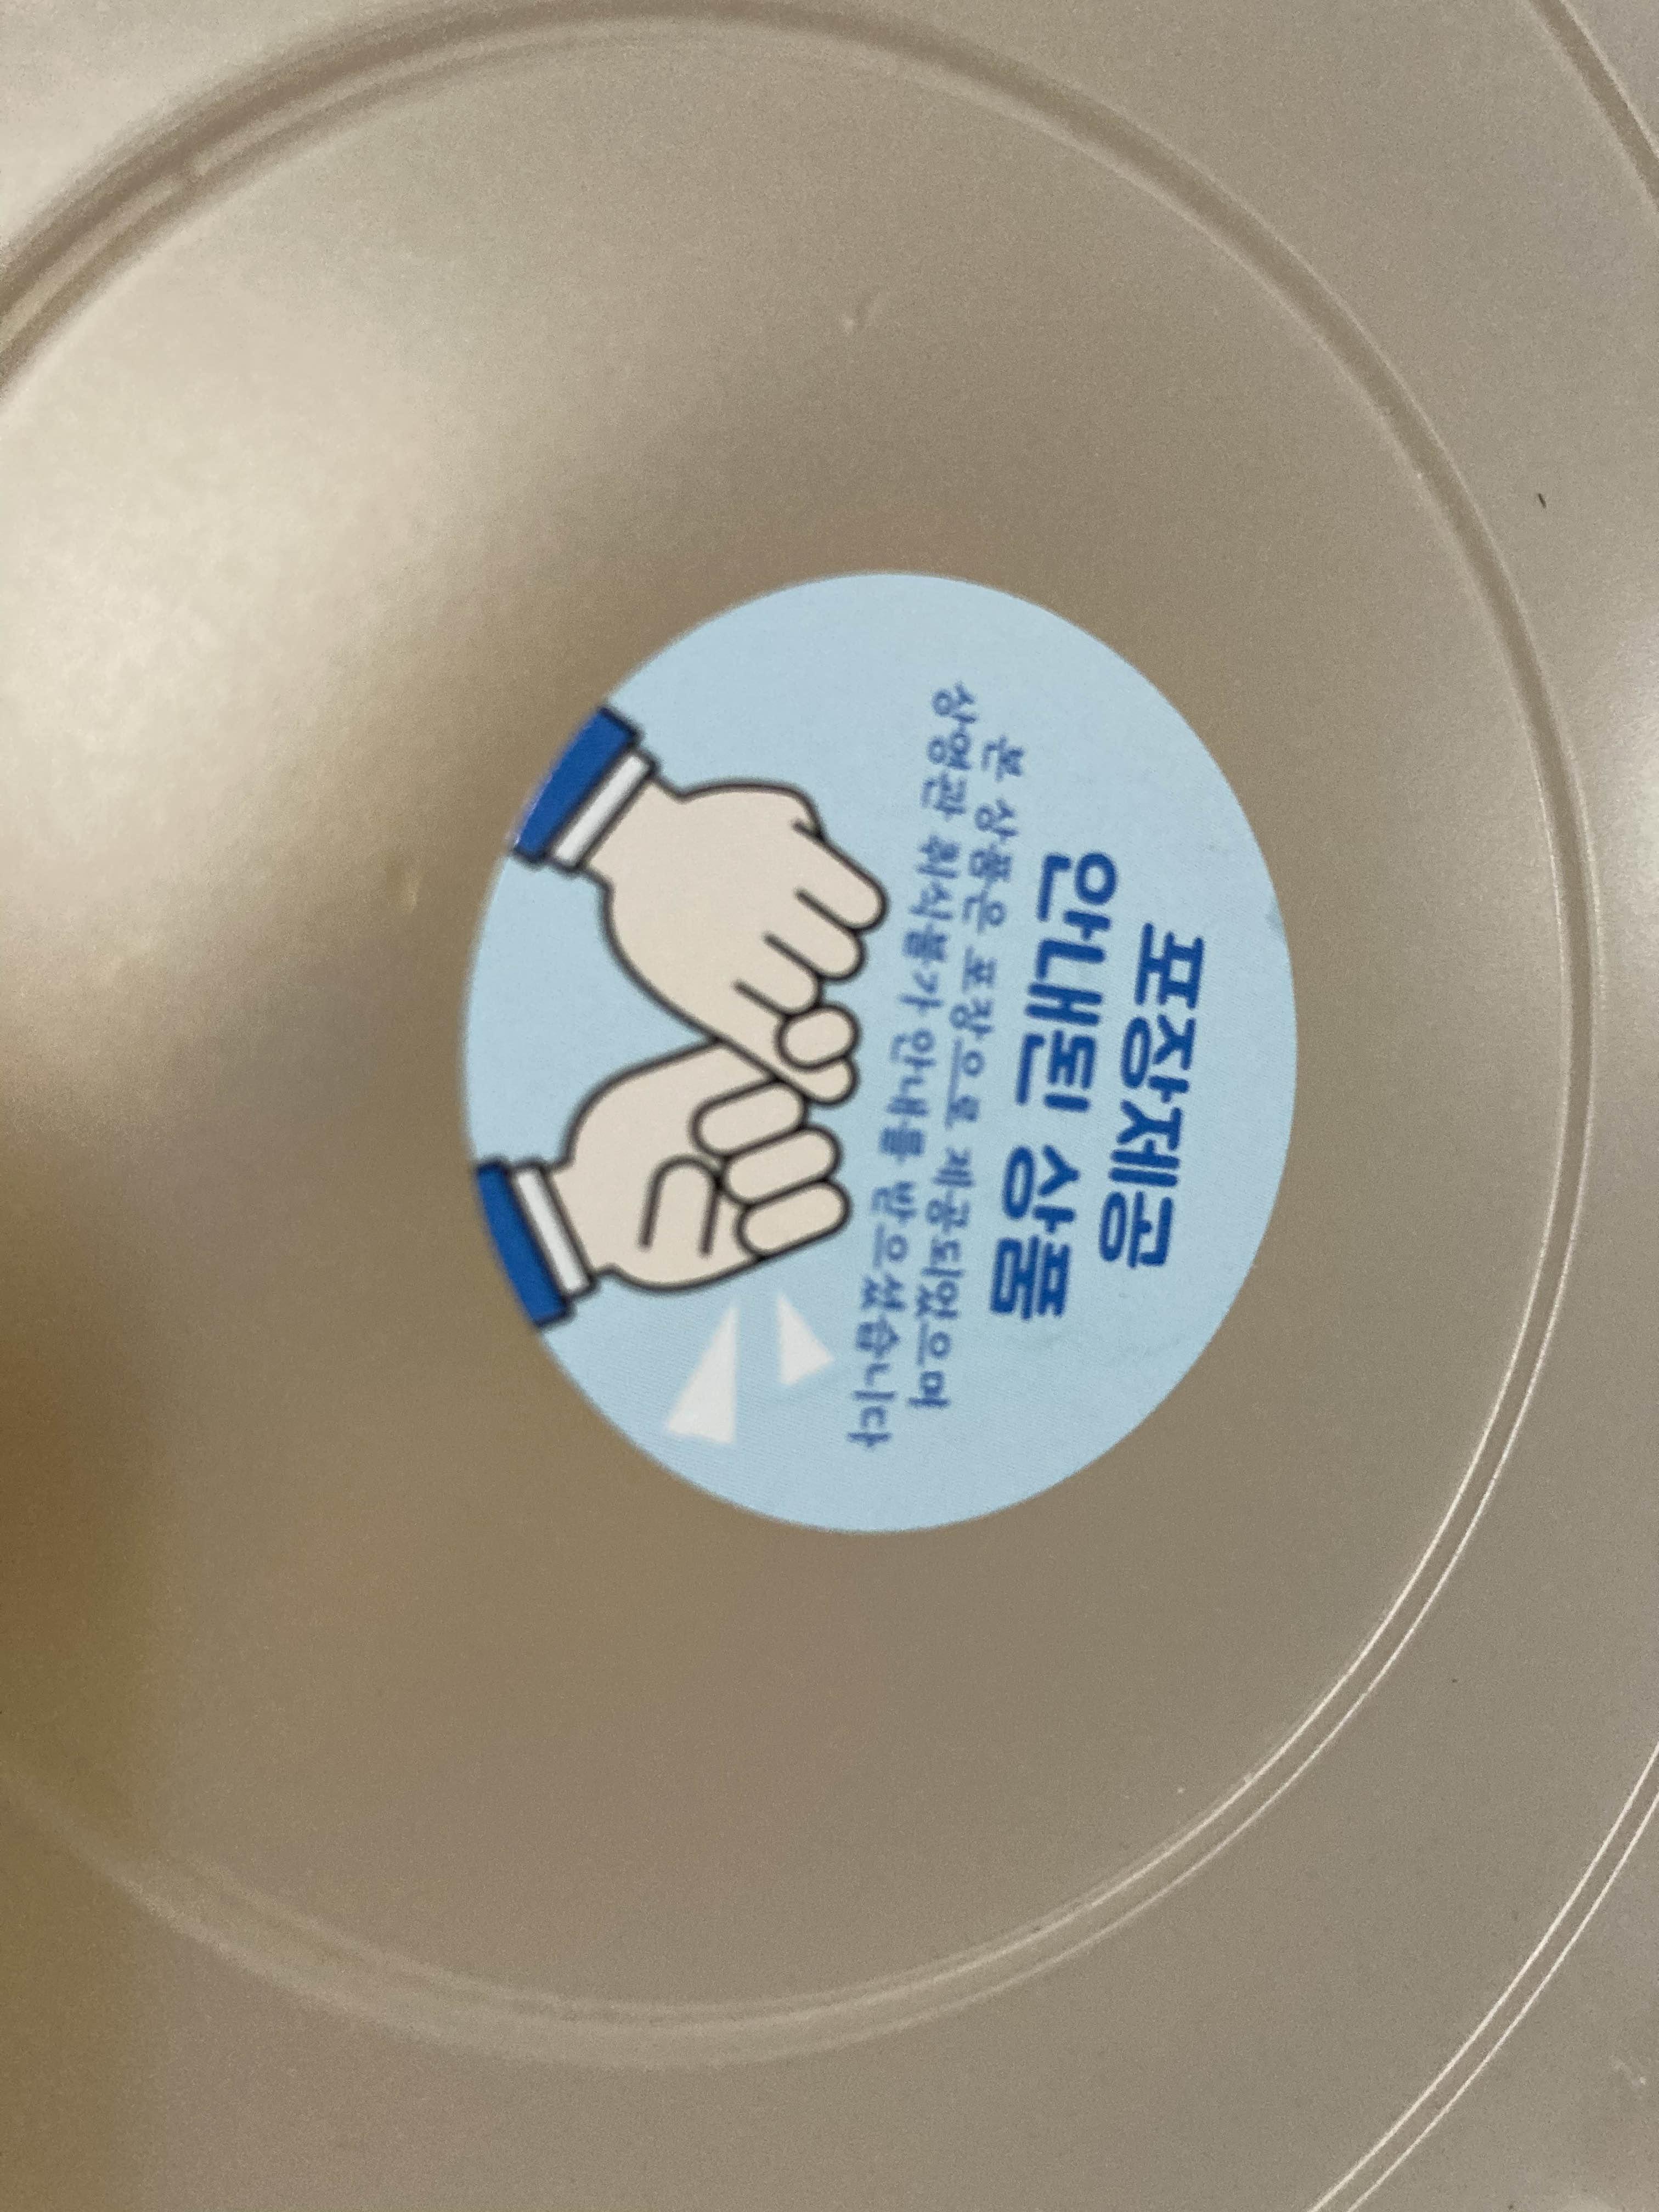 포장제공
안내된 상품
본 상품은 포장으로 제공되었으며
상영관 취식불가 안내를 받으셨습니다